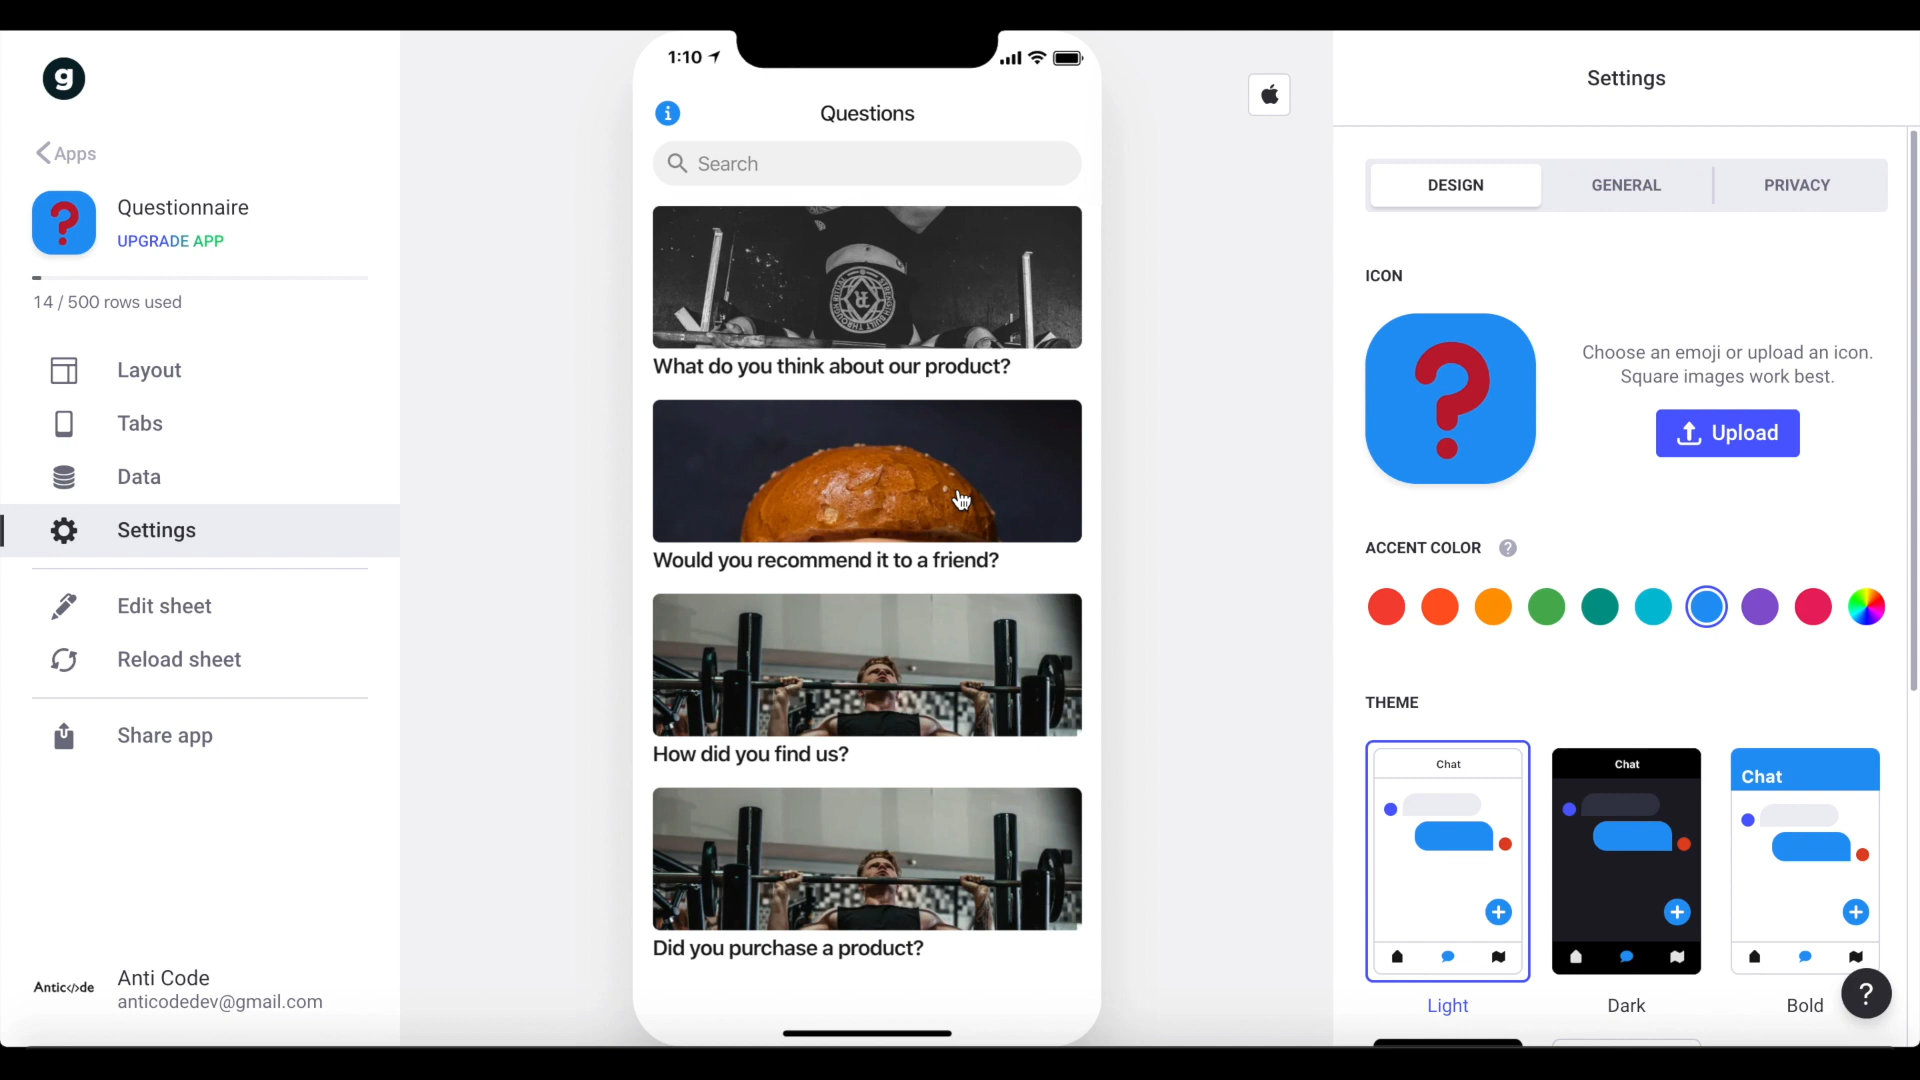 g
Apps
Questionnaire
UPGRADE APP
14 / 500 rows used
Layout
Tabs
Data
Settings
Edit sheet
Reload sheet
Share app
Antic</>de
Anti Code
anticodedev@gmail.com
1:10
i
Questions
Search
What do you think about our product?
Would you recommend it to a friend?
How did you find us?
Did you purchase a product?
Settings
DESIGN
GENERAL
PRIVACY
ICON
?
Choose an emoji or upload an icon.
Square images work best.
Upload
ACCENT COLOR
?
THEME
Chat
Chat
Chat
Light
Dark
Bold
?